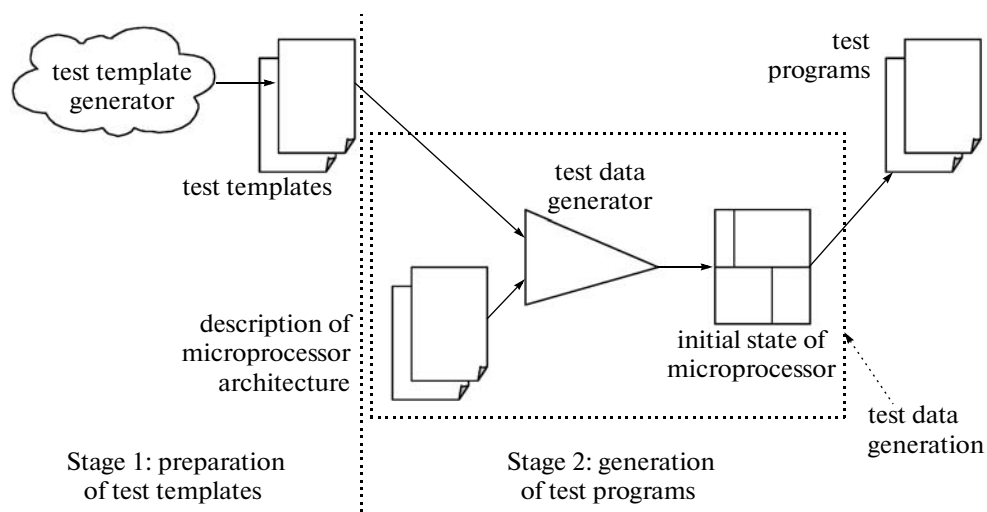 test template
generator
test templates
test
programs
test data
generator
description of
microprocessor
architecture
initial state of
microprocessor
test data
generation
Stage 1: preparation
of test templates
Stage 2: generation
of test programs